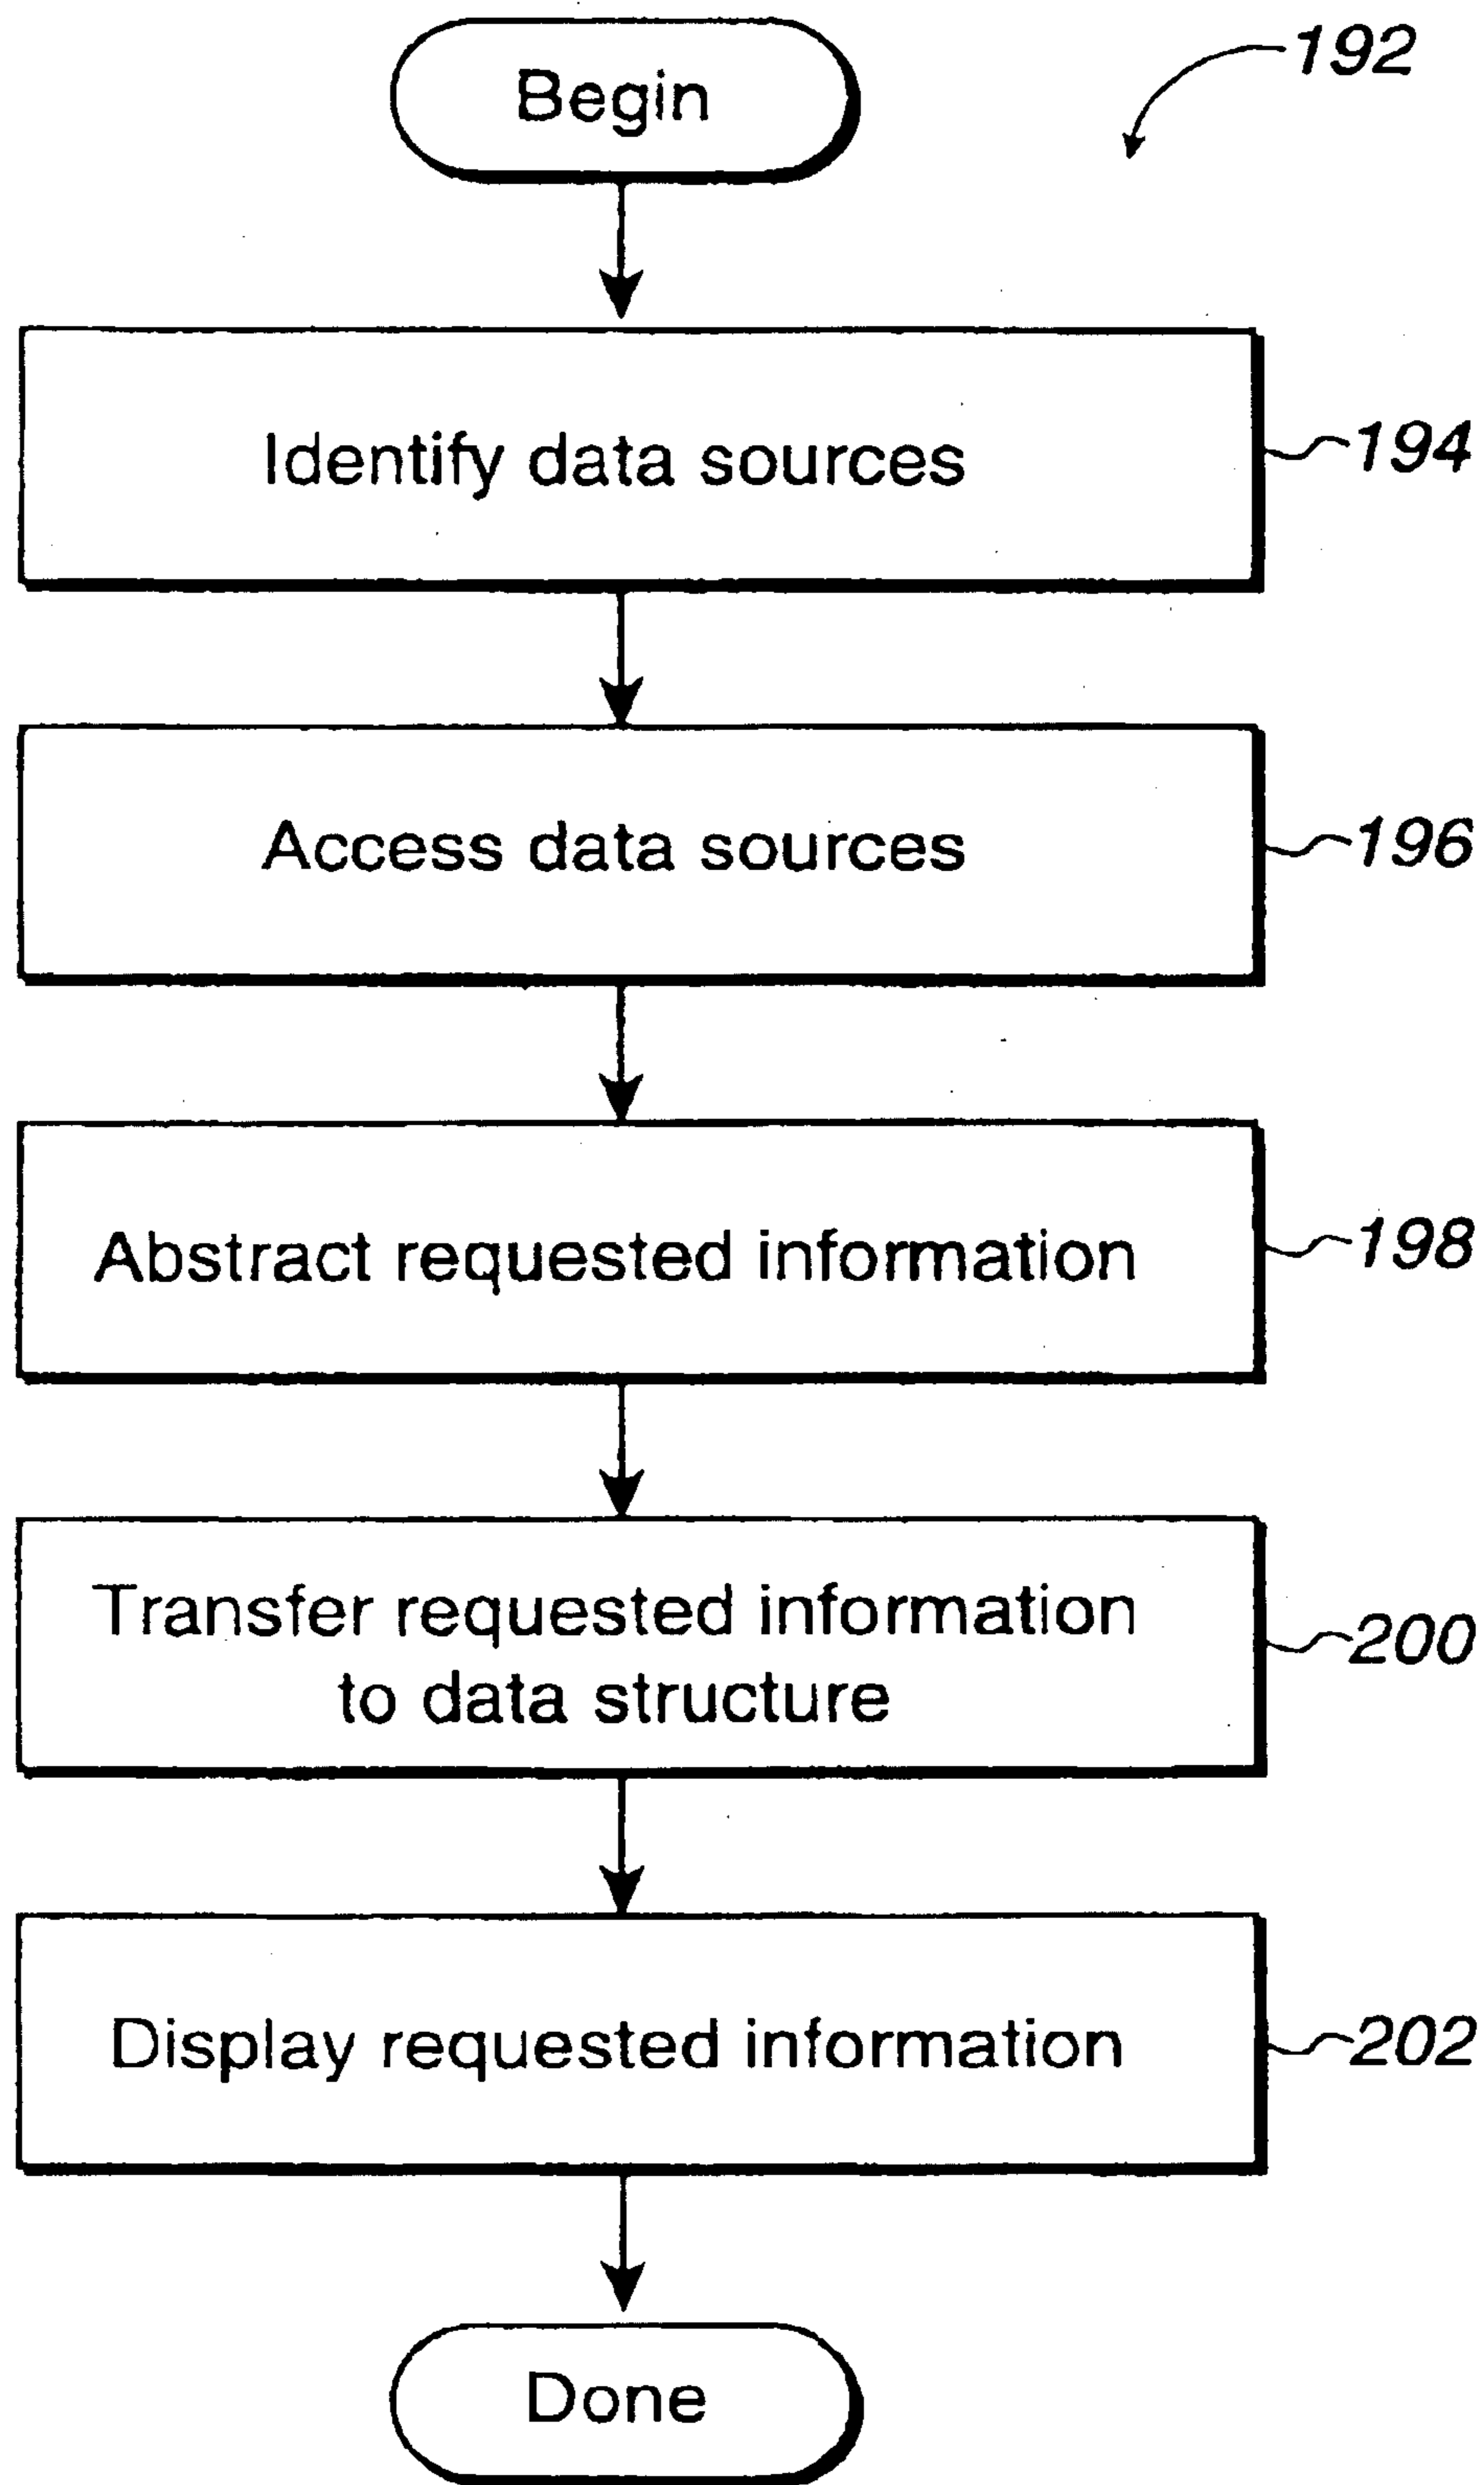 Begin
192
Identify data sources
194
Access data sources
196
Abstract requested information
198
Transfer requested information
to data structure
200
Display requested information
202
Done